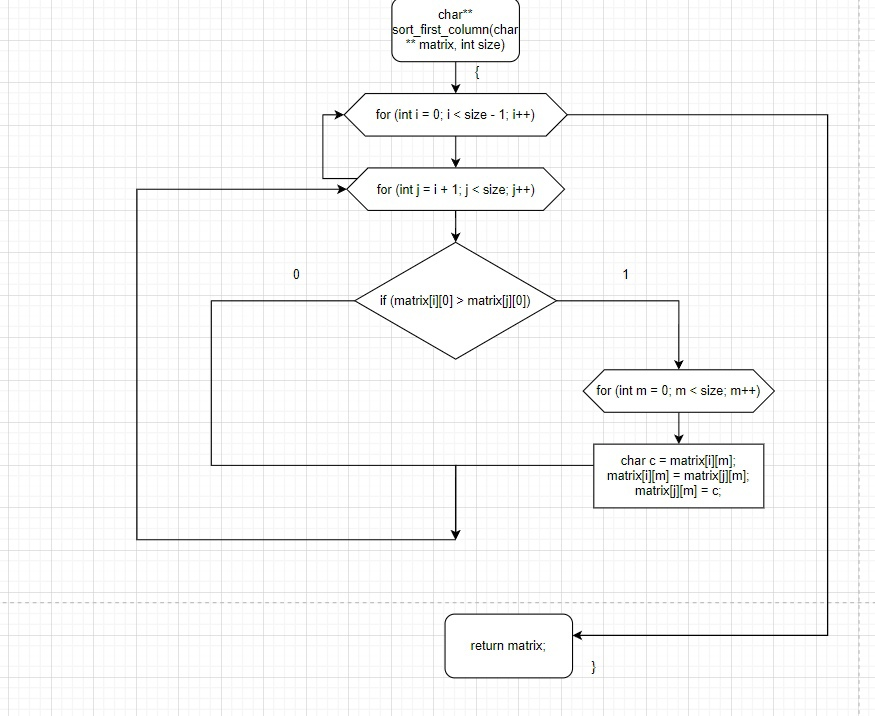 char**
sort_first_column(char
** matrix, int size)
{
for (int i = 0; i < size - 1; i++)
for (int j = i + 1; j < size; j++)
0
1
if (matrix[i][0] > matrix[j][0])
for (int m = 0; m < size; m++)
char c = matrix[i][m];
matrix[i][m] = matrix[j][m];
matrix[j][m] = c;
return matrix;
}